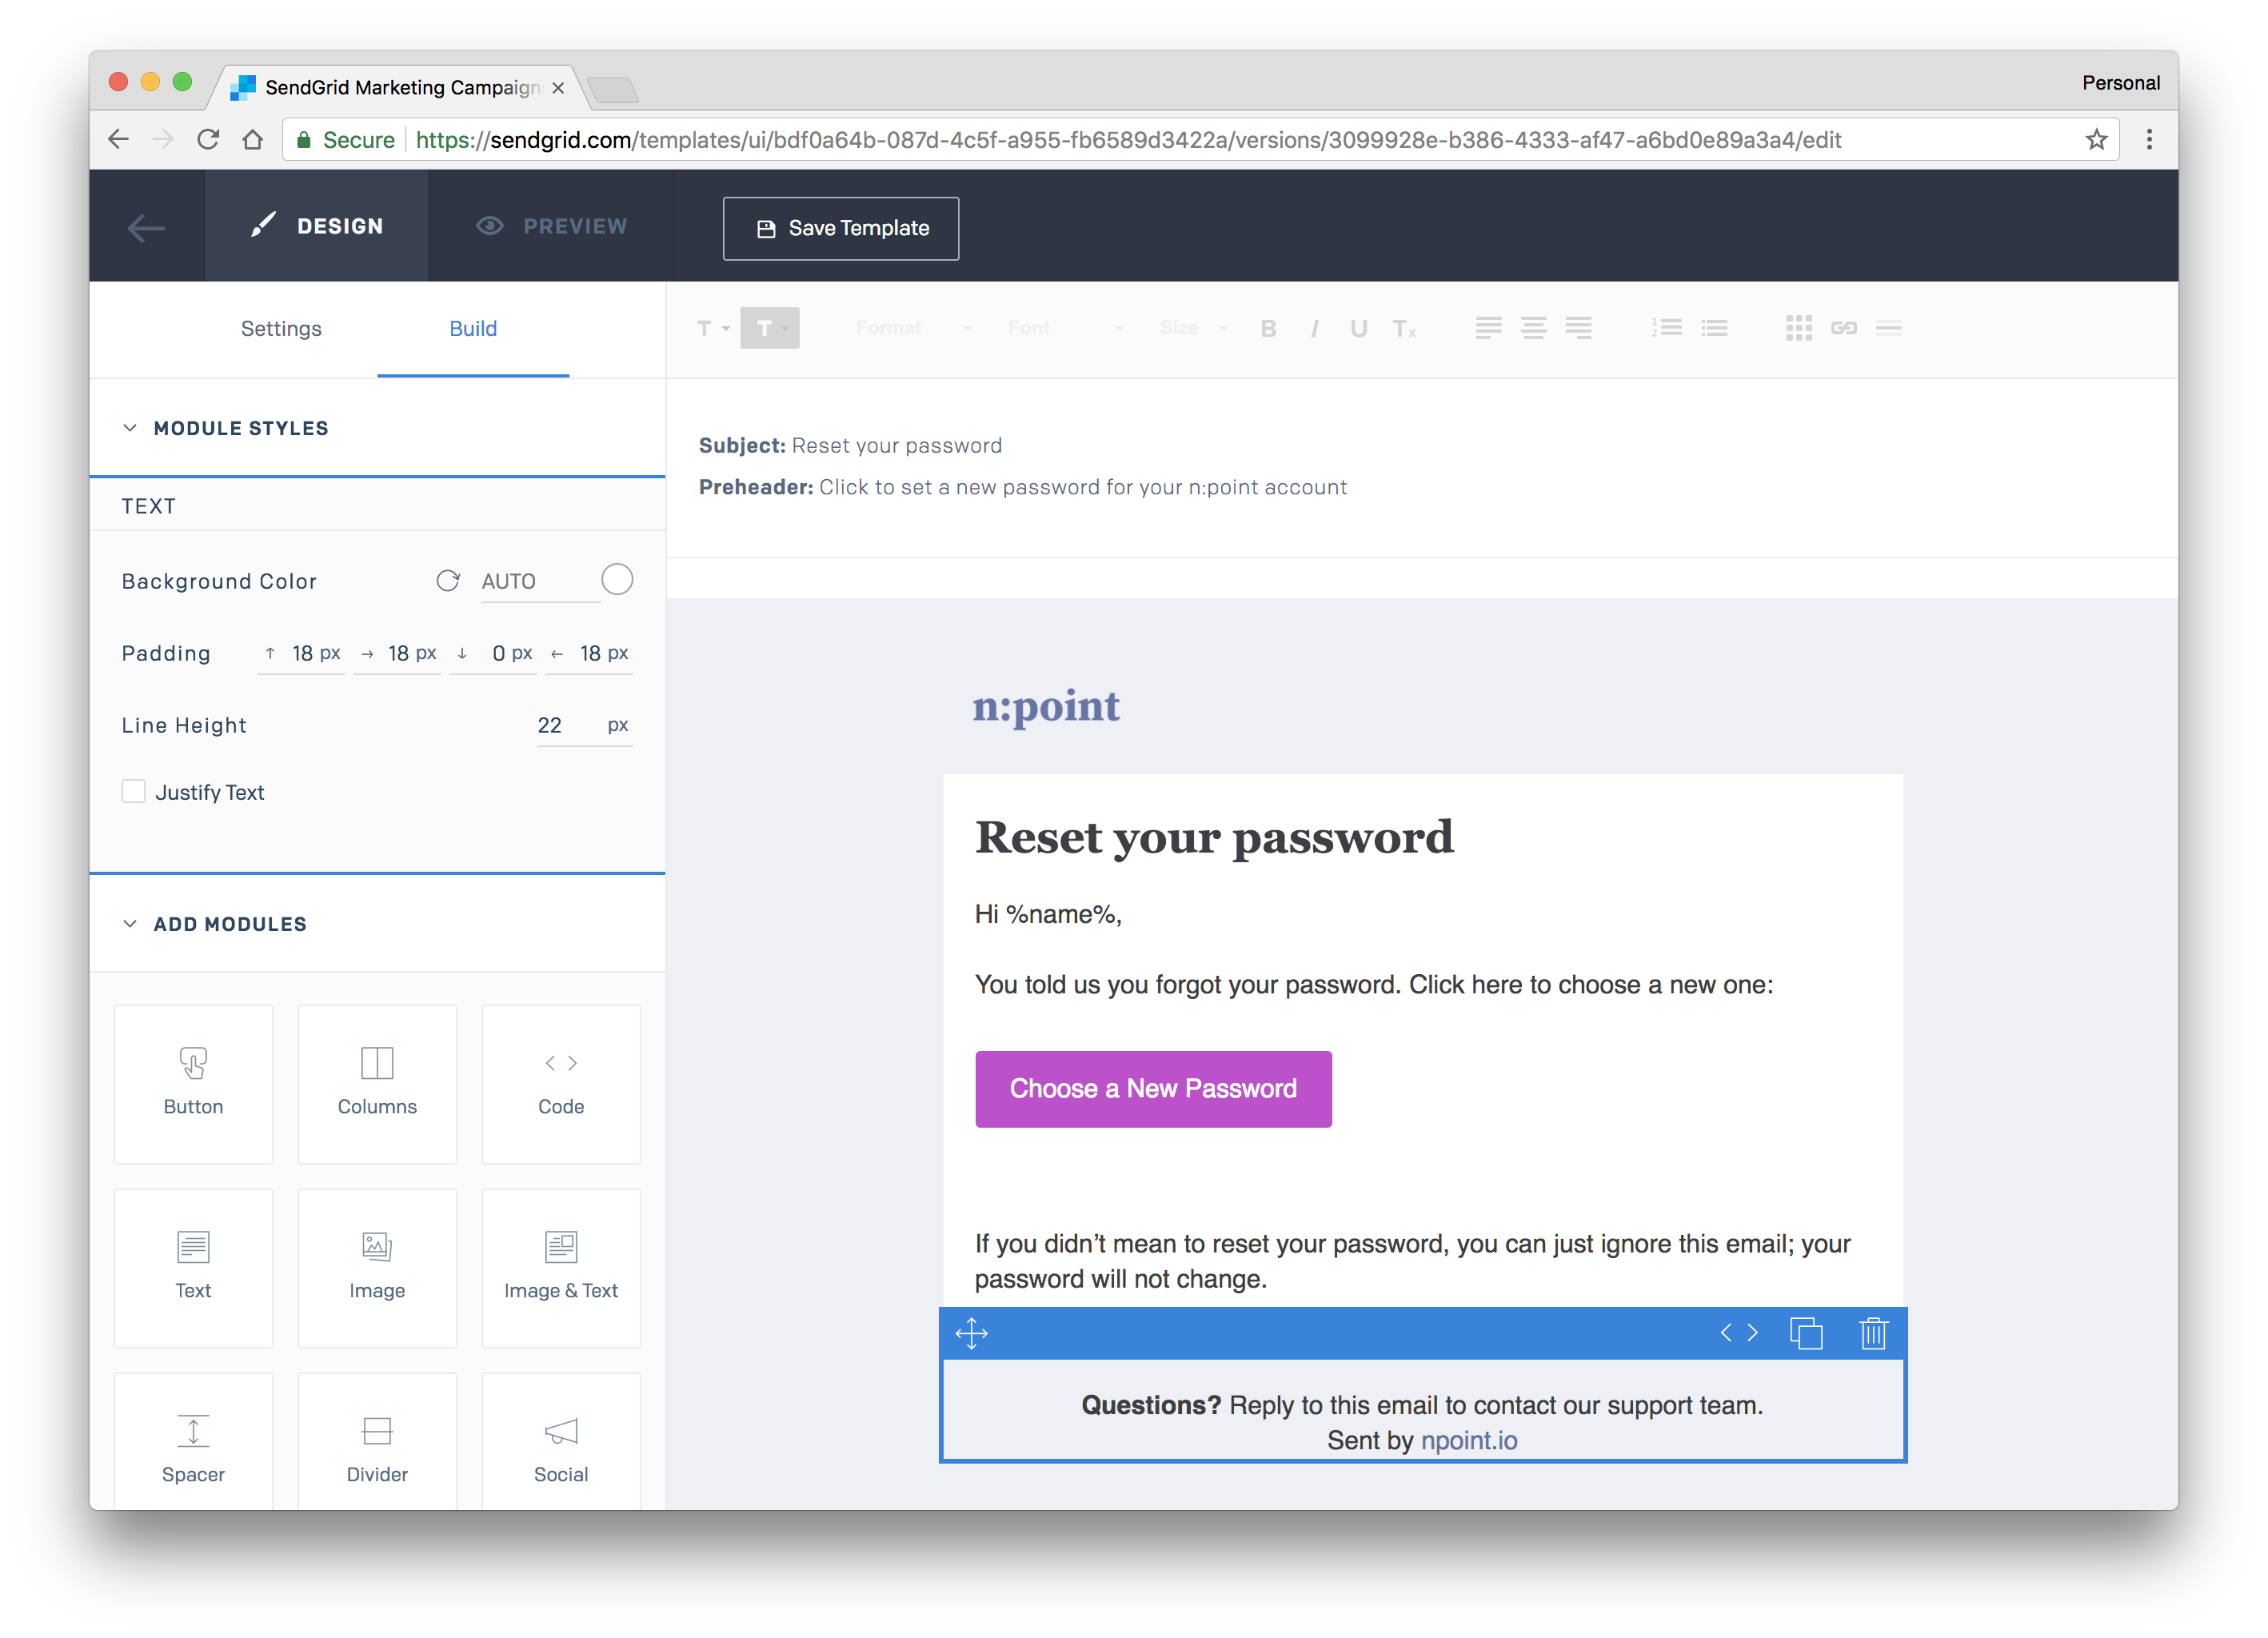 SendGrid Marketing Campaign
Personal
Secure https://sendgrid.com/templates/ui/bdf0a64b-087d-4c5f-a955-fb6589d3422a/versions/3099928e-b386-4333-af47-a6bd0e89a3a4/edit
DESIGN
PREVIEW
Save Template
Settings
Build
T
T
Format
Font
Size
B I U Tx
MODULE STYLES
TEXT
Background Color AUTO
Padding ↑ 18 px → 18 px ↓ 0 px ← 18 px
Line Height 22 px
Justify Text
ADD MODULES
Button
Columns
Code
Text
Image
Image & Text
Spacer
Divider
Social
Subject: Reset your password
Preheader: Click to set a new password for your n:point account
n:point
Reset your password
Hi %name%,
You told us you forgot your password. Click here to choose a new one:
Choose a New Password
If you didn’t mean to reset your password, you can just ignore this email; your
password will not change.
Questions? Reply to this email to contact our support team.
Sent by npoint.io